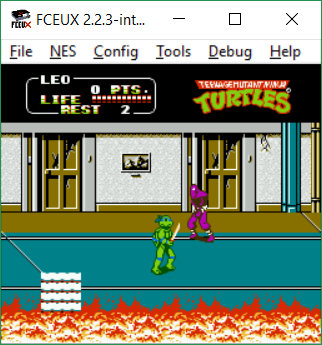 FCEUX 2.2.3-int...
File NES Config Tools Debug Help
LEO
0 PTS.
LIFE
REST 2
TEENAGE MUTANT NINJA
TURTLES